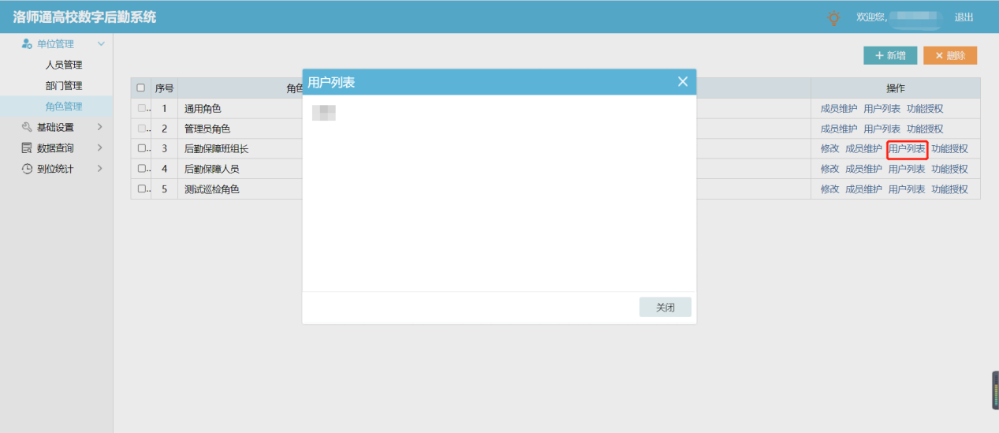 洛师通高校数字后勤系统 欢迎您, 退出
单位管理
人员管理
部门管理
角色管理
基础设置
数据查询
到位统计
新增 删除
序号 角色 操作
1 通用角色 成员维护 用户列表 功能授权
2 管理员角色 成员维护 用户列表 功能授权
3 后勤保障班组长 修改 成员维护 用户列表 功能授权
4 后勤保障人员 修改 成员维护 用户列表 功能授权
5 测试巡检角色 修改 成员维护 用户列表 功能授权
用户列表
关闭